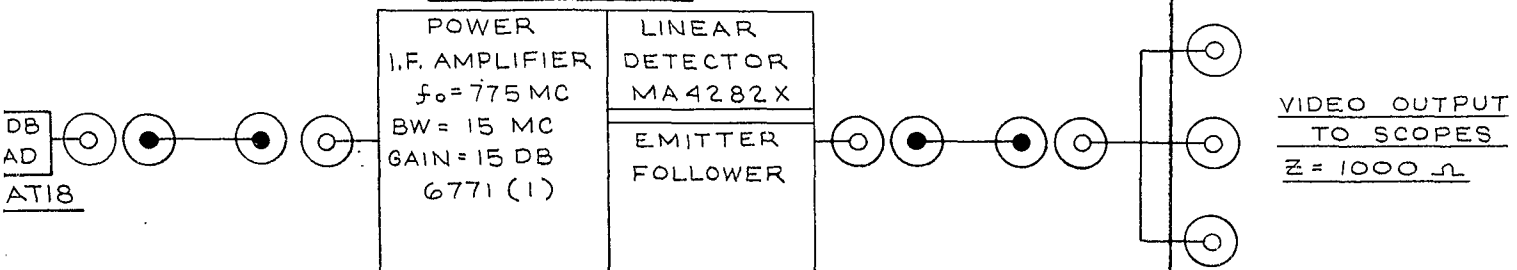 DB
AD
AT18
POWER
I.F. AMPLIFIER
fo = 775 MC
BW = 15 MC
GAIN = 15 DB
6771 (1)
LINEAR
DETECTOR
MA4282X
EMITTER
FOLLOWER
VIDEO OUTPUT
TO SCOPES
Z = 1000 Ω